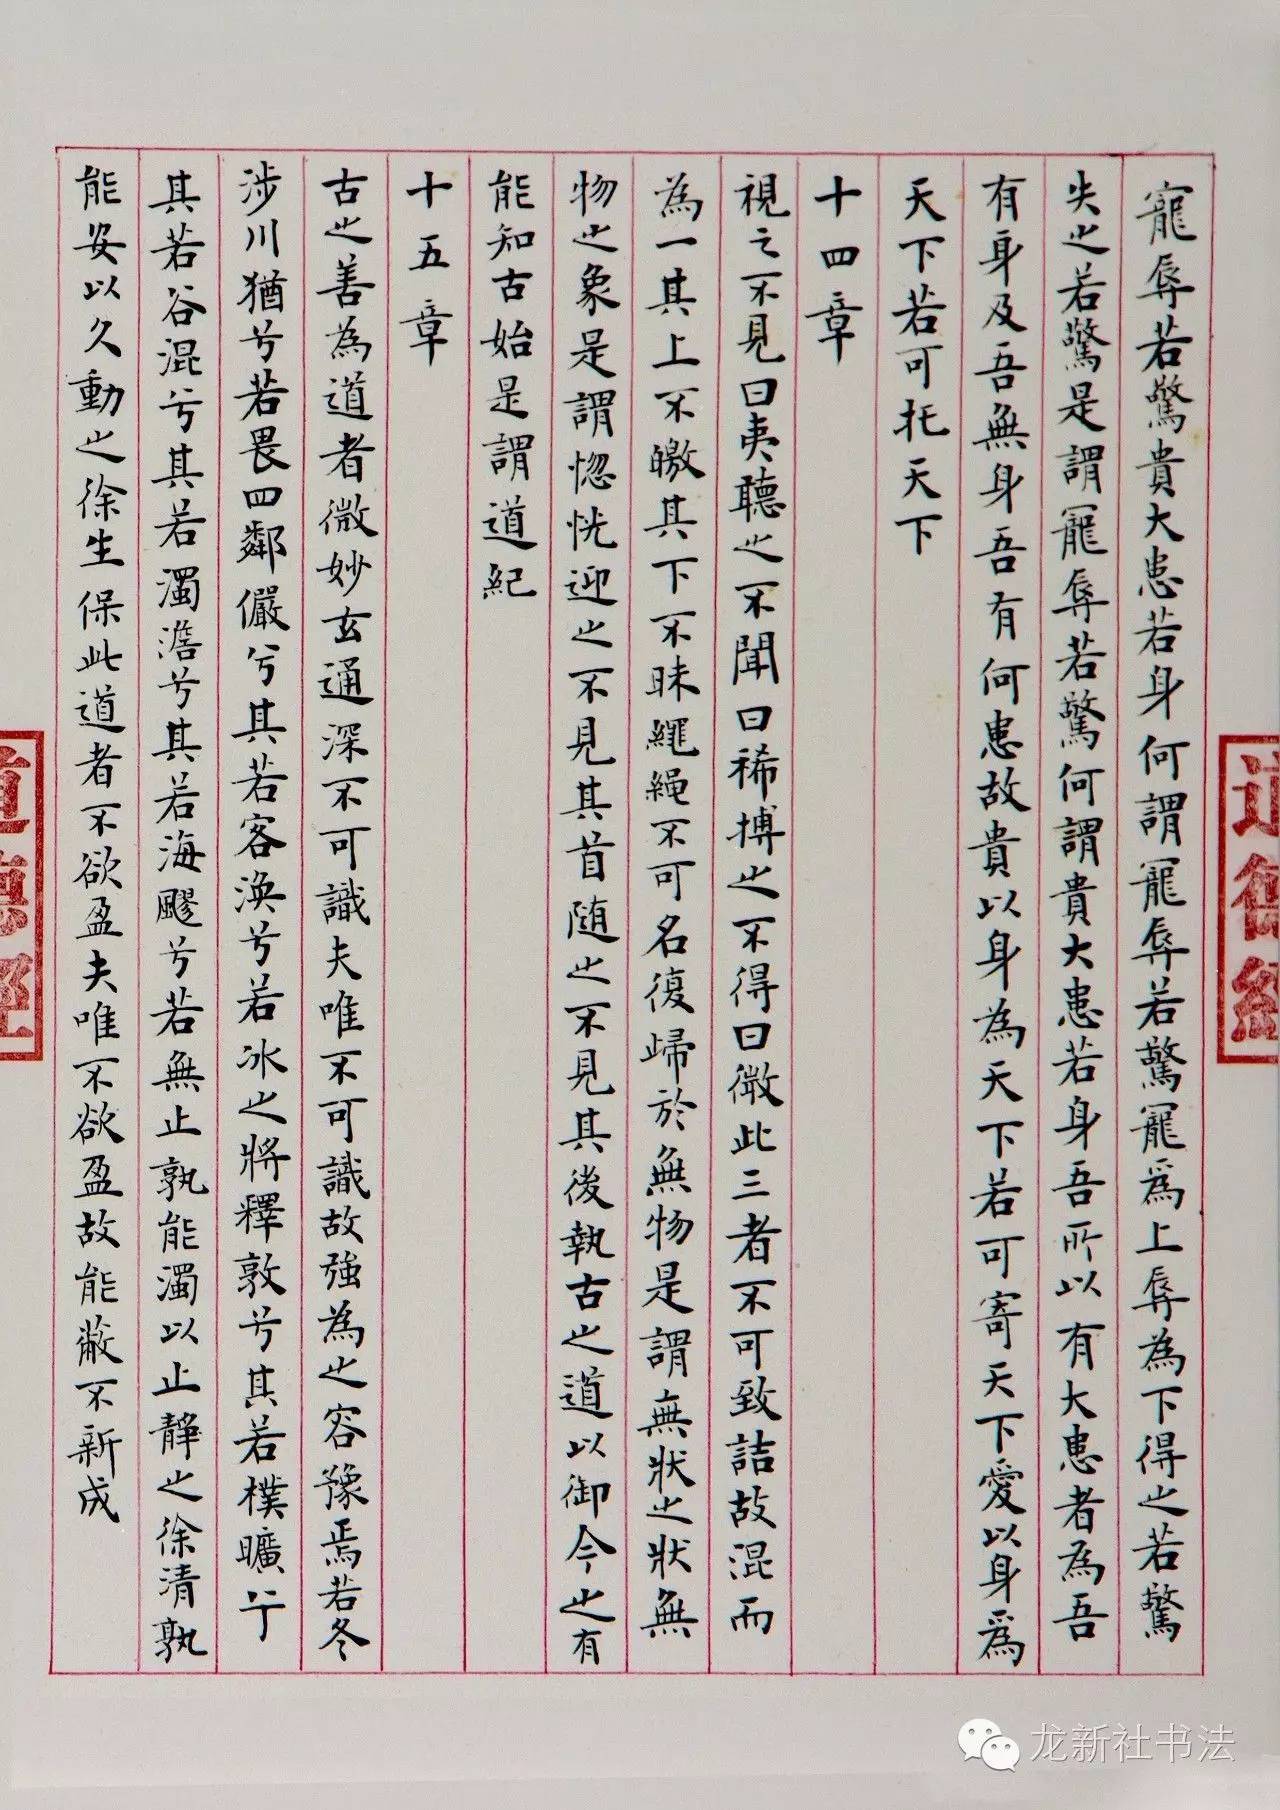 寵辱若驚貴大患若身何謂寵辱若驚寵為上辱為下得之若驚
失之若驚是謂寵辱若驚何謂貴大患若身吾所以有大患者為吾
有身及吾無身吾有何患故貴以身為天下若可寄天下愛以身為
天下若可托天下
十四章
視之不見曰夷聽之不聞曰稀搏之不得曰微此三者不可致詰故混而
為一其上不皦其下不昧繩繩不可名復歸於無物是謂無狀之狀無
物之象是謂惚恍迎之不見其首随之不見其後執古之道以御今之有
能知古始是謂道紀
十五章
古之善為道者微妙玄通深不可識夫唯不可識故強為之容豫焉若冬
涉川猶兮若畏四鄰儼兮其若客渙兮若冰之將釋敦兮其若樸曠兮
其若谷混兮其若濁澹兮其若海飂兮若無止孰能濁以止靜之徐清孰
能安以久動之徐生保此道者不欲盈夫唯不欲盈故能蔽不新成
道德經
道德經
龙新社书法